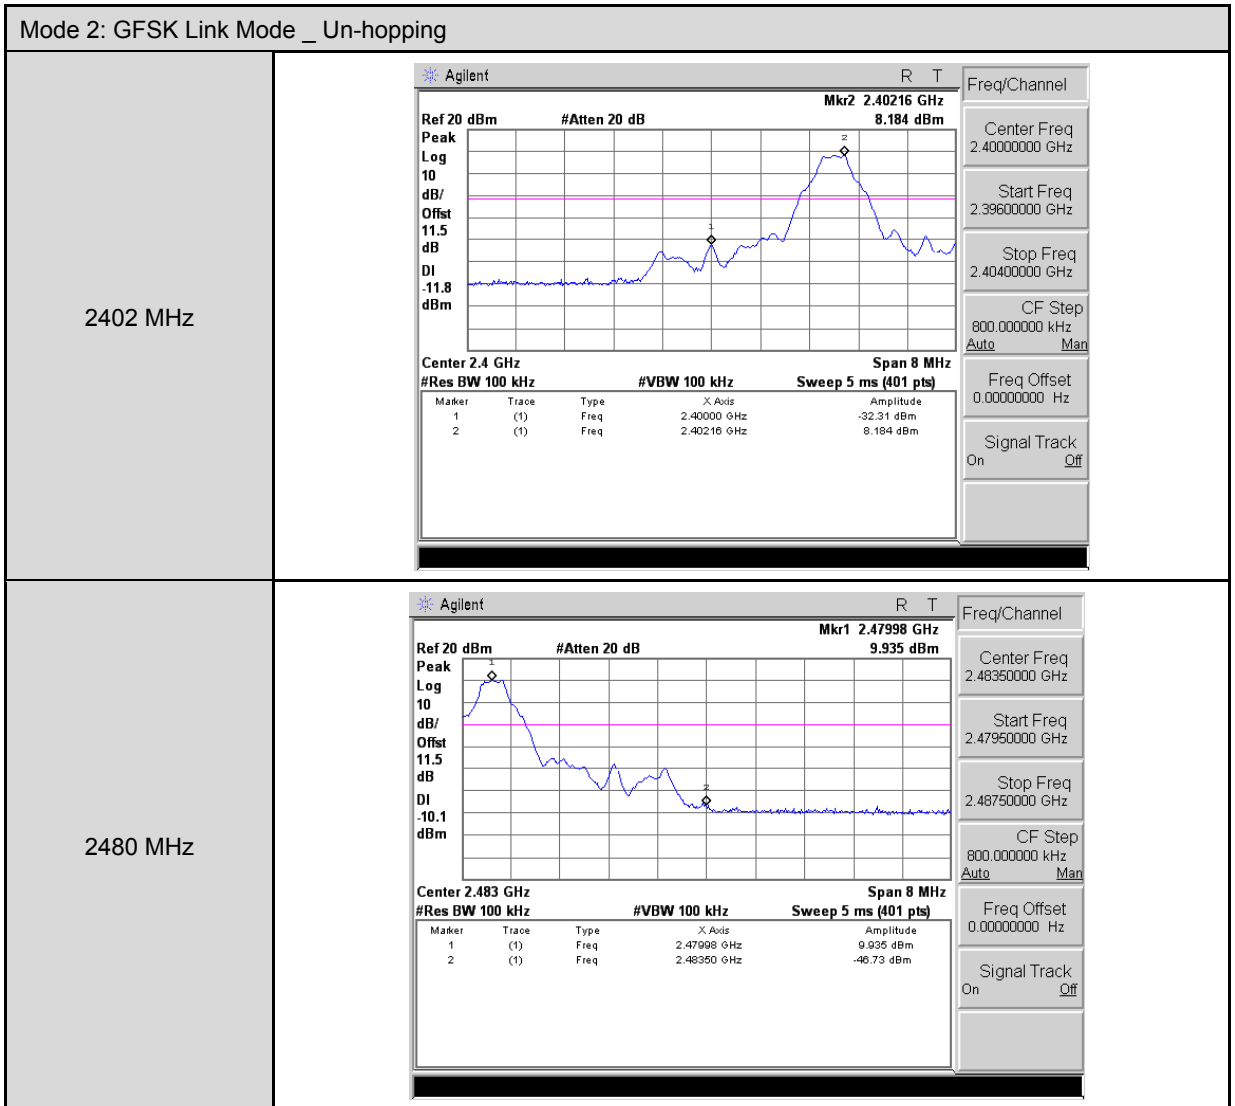 Mode 2: GFSK Link Mode _ Un-hopping
2402 MHz
Agilent R T
Mkr2 2.40216 GHz
Ref 20 dBm #Atten 20 dB 8.184 dBm
Peak
Log
10
dB/
Offst
11.5
dB
DI
-11.8
dBm
1
2
Center 2.4 GHz Span 8 MHz
#Res BW 100 kHz #VBW 100 kHz Sweep 5 ms (401 pts)
Marker Trace Type X Axis Amplitude
1 (1) Freq 2.40000 GHz -32.31 dBm
2 (1) Freq 2.40216 GHz 8.184 dBm
Freq/Channel
Center Freq
2.40000000 GHz
Start Freq
2.39600000 GHz
Stop Freq
2.40400000 GHz
CF Step
800.000000 kHz
Auto Man
Freq Offset
0.00000000 Hz
Signal Track
On Off
2480 MHz
Agilent R T
Mkr1 2.47998 GHz
Ref 20 dBm #Atten 20 dB 9.935 dBm
Peak
Log
10
dB/
Offst
11.5
dB
DI
-10.1
dBm
1
2
Center 2.483 GHz Span 8 MHz
#Res BW 100 kHz #VBW 100 kHz Sweep 5 ms (401 pts)
Marker Trace Type X Axis Amplitude
1 (1) Freq 2.47998 GHz 9.935 dBm
2 (1) Freq 2.48350 GHz -46.73 dBm
Freq/Channel
Center Freq
2.48350000 GHz
Start Freq
2.47950000 GHz
Stop Freq
2.48750000 GHz
CF Step
800.000000 kHz
Auto Man
Freq Offset
0.00000000 Hz
Signal Track
On Off